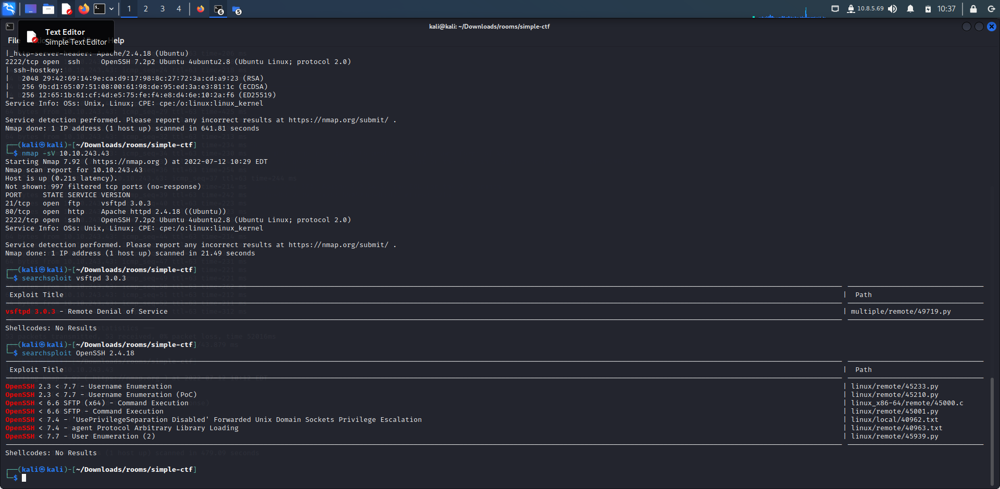 1 2 3 4 6 5 10.8.5.69 10:37
kali@kali: ~/Downloads/rooms/simple-ctf
Text Editor
File Help
Simple Text Editor
|_http-server-header: Apache/2.4.18 (Ubuntu)
2222/tcp open  ssh     OpenSSH 7.2p2 Ubuntu 4ubuntu2.8 (Ubuntu Linux; protocol 2.0)
| ssh-hostkey:
|   2048 29:42:69:14:9e:ca:d9:17:98:8c:27:72:3a:cd:a9:23 (RSA)
|   256 9b:d1:65:07:51:08:00:61:98:de:95:ed:3a:e3:81:1c (ECDSA)
|_  256 12:65:1b:61:cf:4d:e5:75:fe:f4:e8:d4:6e:10:2a:f6 (ED25519)
Service Info: OSs: Unix, Linux; CPE: cpe:/o:linux:linux_kernel
Service detection performed. Please report any incorrect results at https://nmap.org/submit/ .
Nmap done: 1 IP address (1 host up) scanned in 641.81 seconds
┌──(kali㉿kali)-[~/Downloads/rooms/simple-ctf]
└─$ nmap -sV 10.10.243.43
Starting Nmap 7.92 ( https://nmap.org ) at 2022-07-12 10:29 EDT
Nmap scan report for 10.10.243.43
Host is up (0.21s latency).
Not shown: 997 filtered tcp ports (no-response)
PORT     STATE SERVICE VERSION
21/tcp   open  ftp     vsftpd 3.0.3
80/tcp   open  http    Apache httpd 2.4.18 ((Ubuntu))
2222/tcp open  ssh     OpenSSH 7.2p2 Ubuntu 4ubuntu2.8 (Ubuntu Linux; protocol 2.0)
Service Info: OSs: Unix, Linux; CPE: cpe:/o:linux:linux_kernel
Service detection performed. Please report any incorrect results at https://nmap.org/submit/ .
Nmap done: 1 IP address (1 host up) scanned in 21.49 seconds
┌──(kali㉿kali)-[~/Downloads/rooms/simple-ctf]
└─$ searchsploit vsftpd 3.0.3
Exploit Title | Path
vsftpd 3.0.3 - Remote Denial of Service | multiple/remote/49719.py
Shellcodes: No Results
┌──(kali㉿kali)-[~/Downloads/rooms/simple-ctf]
└─$ searchsploit OpenSSH 2.4.18
Exploit Title | Path
OpenSSH 2.3 < 7.7 - Username Enumeration | linux/remote/45233.py
OpenSSH 2.3 < 7.7 - Username Enumeration (PoC) | linux/remote/45210.py
OpenSSH < 6.6 SFTP (x64) - Command Execution | linux_x86-64/remote/45000.c
OpenSSH < 6.6 SFTP - Command Execution | linux/remote/45001.py
OpenSSH < 7.4 - 'UsePrivilegeSeparation Disabled' Forwarded Unix Domain Sockets Privilege Escalation | linux/local/40962.txt
OpenSSH < 7.4 - agent Protocol Arbitrary Library Loading | linux/remote/40963.txt
OpenSSH < 7.7 - User Enumeration (2) | linux/remote/45939.py
Shellcodes: No Results
┌──(kali㉿kali)-[~/Downloads/rooms/simple-ctf]
└─$